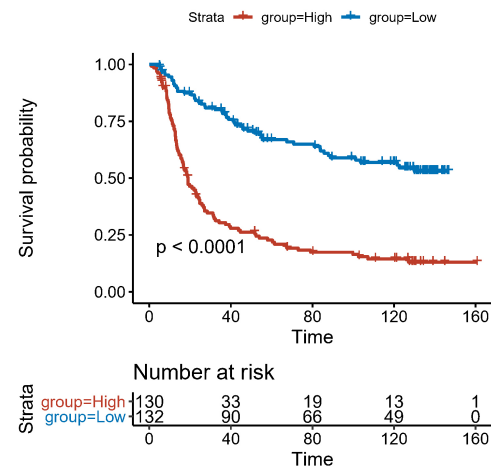 Strata group=High group=Low
1.00
0.75
0.50
0.25
0.00
Survival probability
p < 0.0001
0 40 80 120 160
Time
Number at risk
Strata
group=High 130 33 19 13 1
group=Low 132 90 66 49 0
0 40 80 120 160
Time